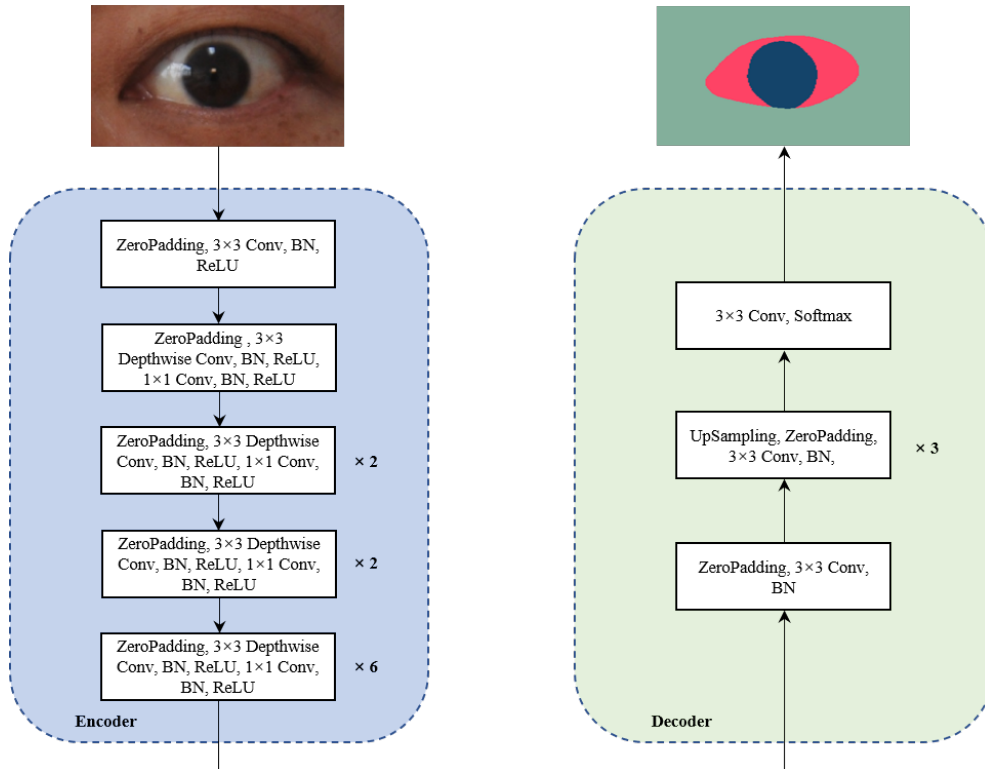 ZeroPadding, 3×3 Conv, BN,
ReLU
ZeroPadding , 3×3
Depthwise Conv, BN, ReLU,
1×1 Conv, BN, ReLU
ZeroPadding, 3×3 Depthwise
Conv, BN, ReLU, 1×1 Conv,
BN, ReLU
× 2
ZeroPadding, 3×3 Depthwise
Conv, BN, ReLU, 1×1 Conv,
BN, ReLU
× 2
ZeroPadding, 3×3 Depthwise
Conv, BN, ReLU, 1×1 Conv,
BN, ReLU
× 6
Encoder
3×3 Conv, Softmax
UpSampling, ZeroPadding,
3×3 Conv, BN,
× 3
ZeroPadding, 3×3 Conv,
BN
Decoder